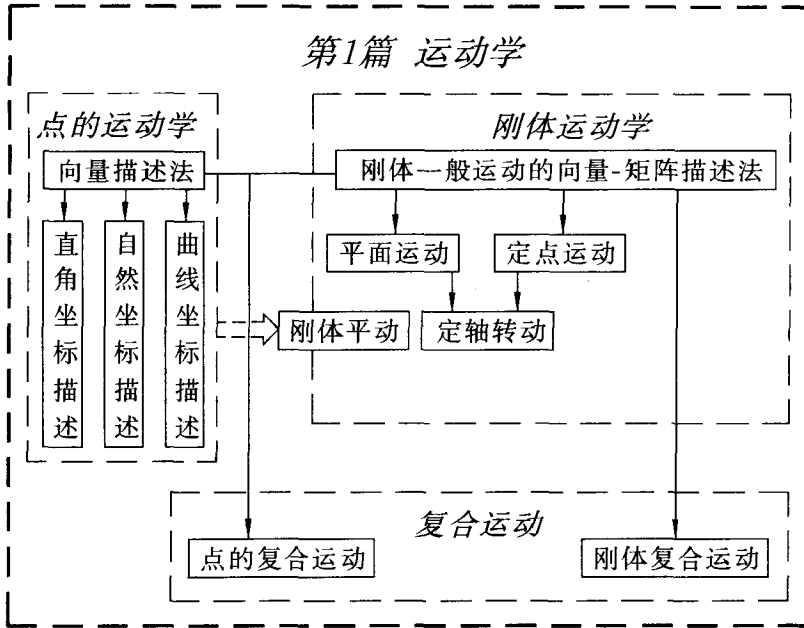 第1篇 运动学
点的运动学
向量描述法
直角坐标描述
自然坐标描述
曲线坐标描述
刚体运动学
刚体一般运动的向量-矩阵描述法
平面运动
定点运动
刚体平动
定轴转动
复合运动
点的复合运动
刚体复合运动